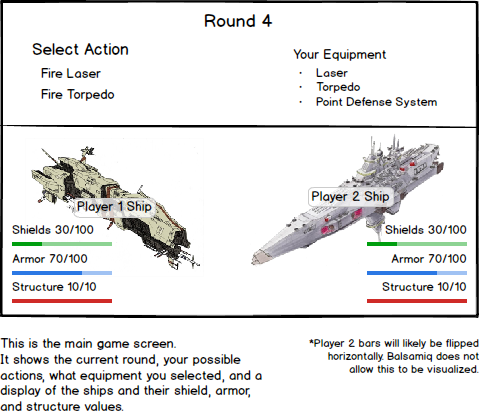 Round 4
Select Action
Fire Laser
Fire Torpedo
Your Equipment
· Laser
· Torpedo
· Point Defense System
Player 1 Ship
Player 2 Ship
Shields 30/100
Armor 70/100
Structure 10/10
Shields 30/100
Armor 70/100
Structure 10/10
This is the main game screen.
It shows the current round, your possible
actions, what equipment you selected, and a
display of the ships and their shield, armor,
and structure values.
*Player 2 bars will likely be flipped
horizontally. Balsamiq does not
allow this to be visualized.